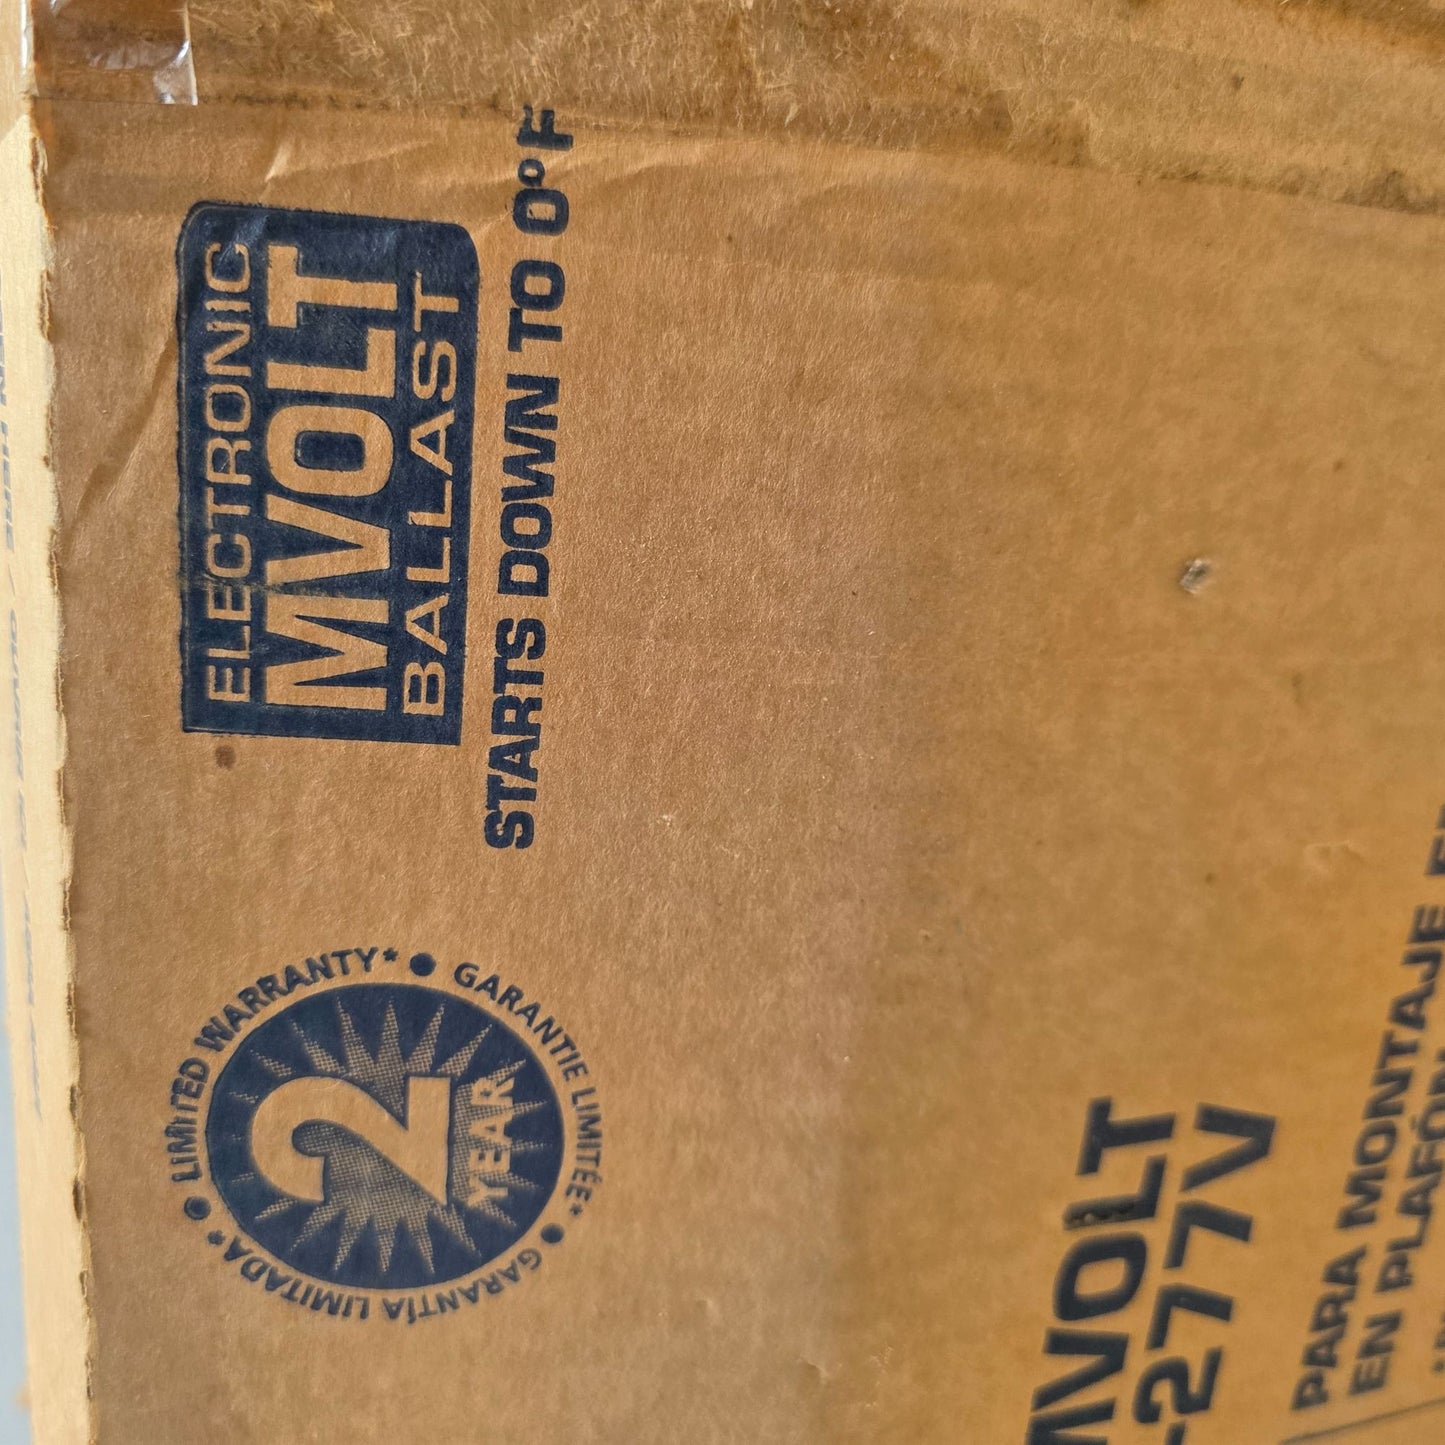 ELECTRONIC
MVOLT
BALLAST
STARTS DOWN TO 0°F
LIMITED WARRANTY* •
GARANTIE LIMITÉE* •
GARANTÍA LIMITADA* •
2
YEAR
MVOLT
-277V
PARA MONTAJE
EN PLAFÓN